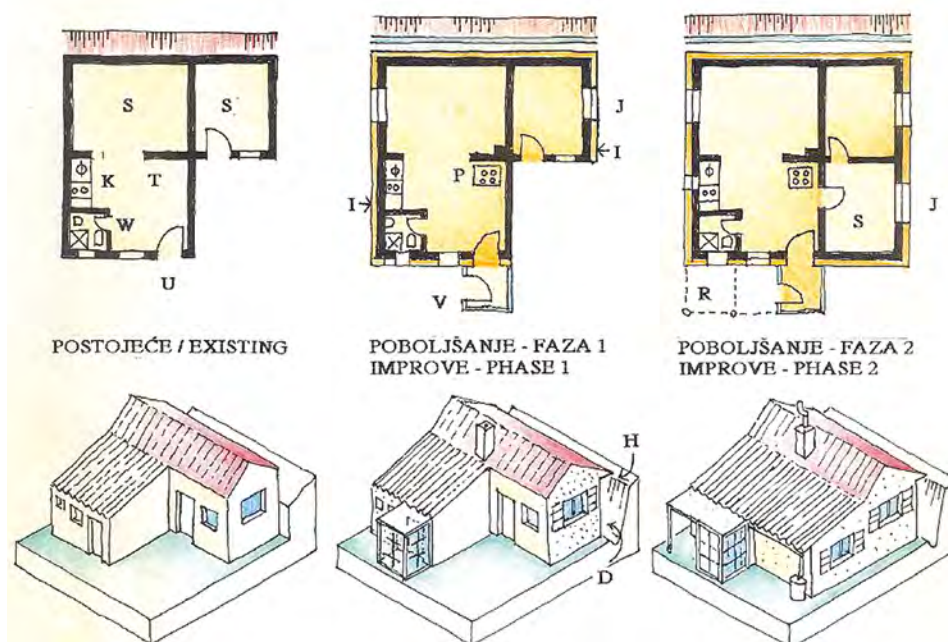 S
S
K
T
W
U
P
J
I
I
V
J
S
R
POSTOJEĆE / EXISTING
POBOLJŠANJE - FAZA 1
IMPROVE - PHASE 1
POBOLJŠANJE - FAZA 2
IMPROVE - PHASE 2
H
D